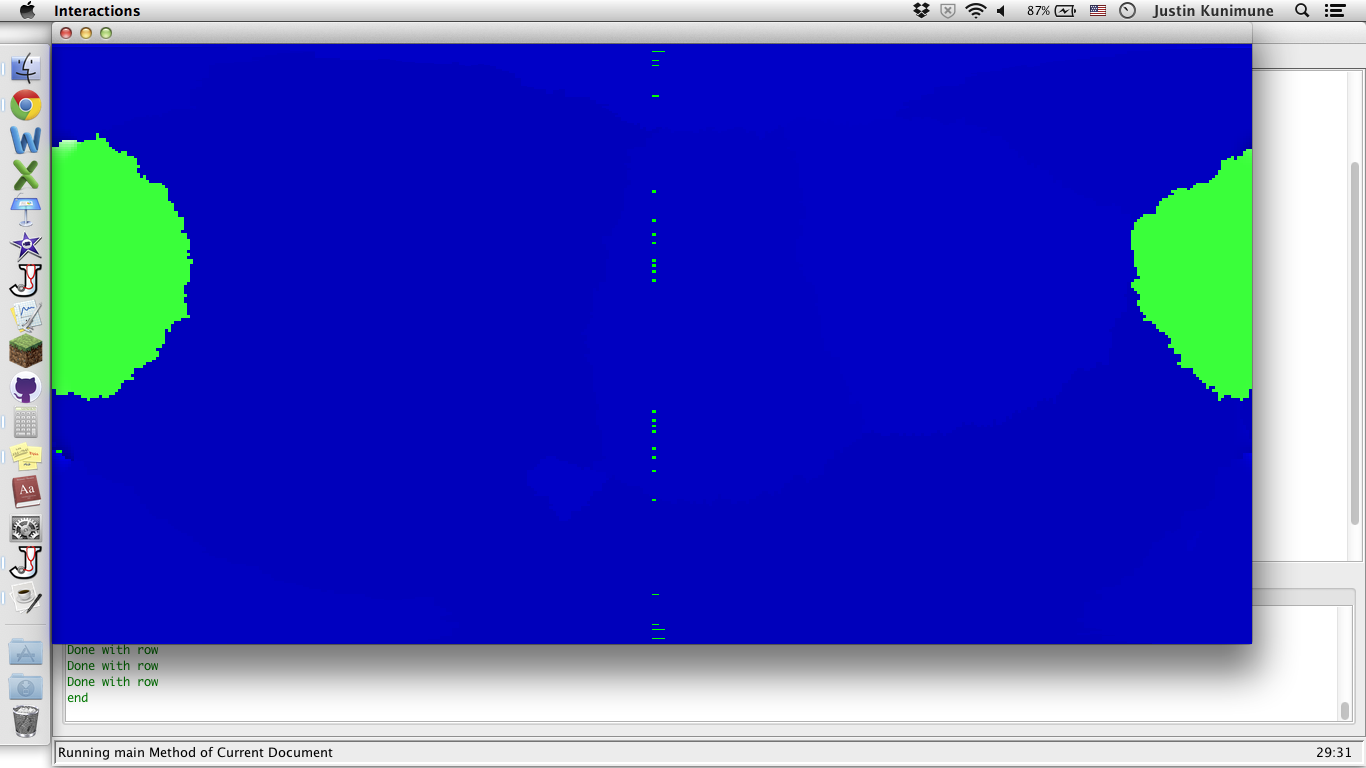 Interactions
87%
Justin Kunimune
W
X
J
Aa
J
Done with row
Done with row
Done with row
end
Running main Method of Current Document
29:31